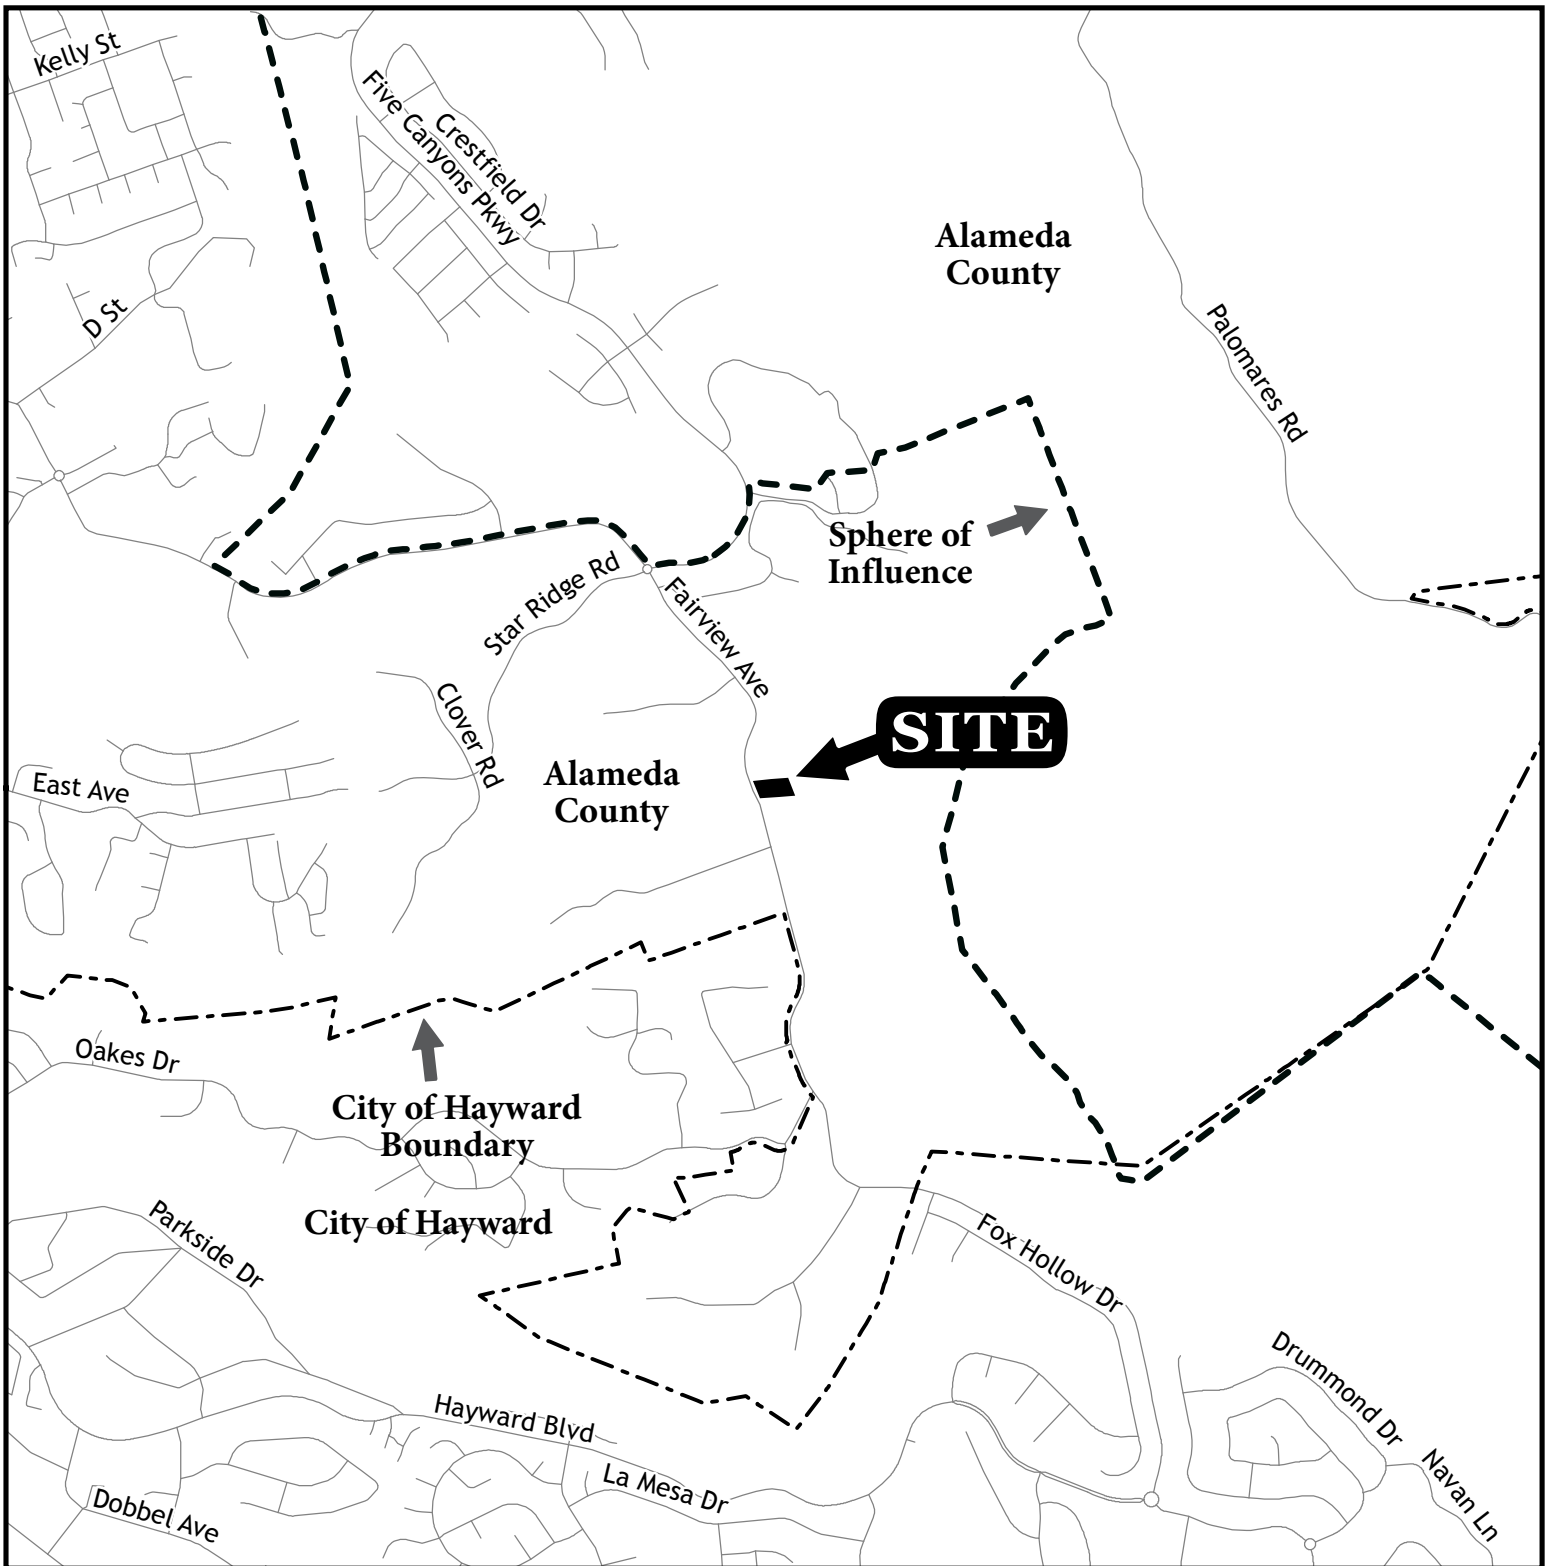 Kelly St
Five Canyons Pkwy
Crestfield Dr
Alameda
County
D St
Palomares Rd
Sphere of
Influence
Star Ridge Rd
Fairview Ave
Clover Rd
SITE
East Ave
Alameda
County
Oakes Dr
City of Hayward
Boundary
City of Hayward
Parkside Dr
Fox Hollow Dr
Drummond Dr
Hayward Blvd
Navan Ln
La Mesa Dr
Dobbel Ave